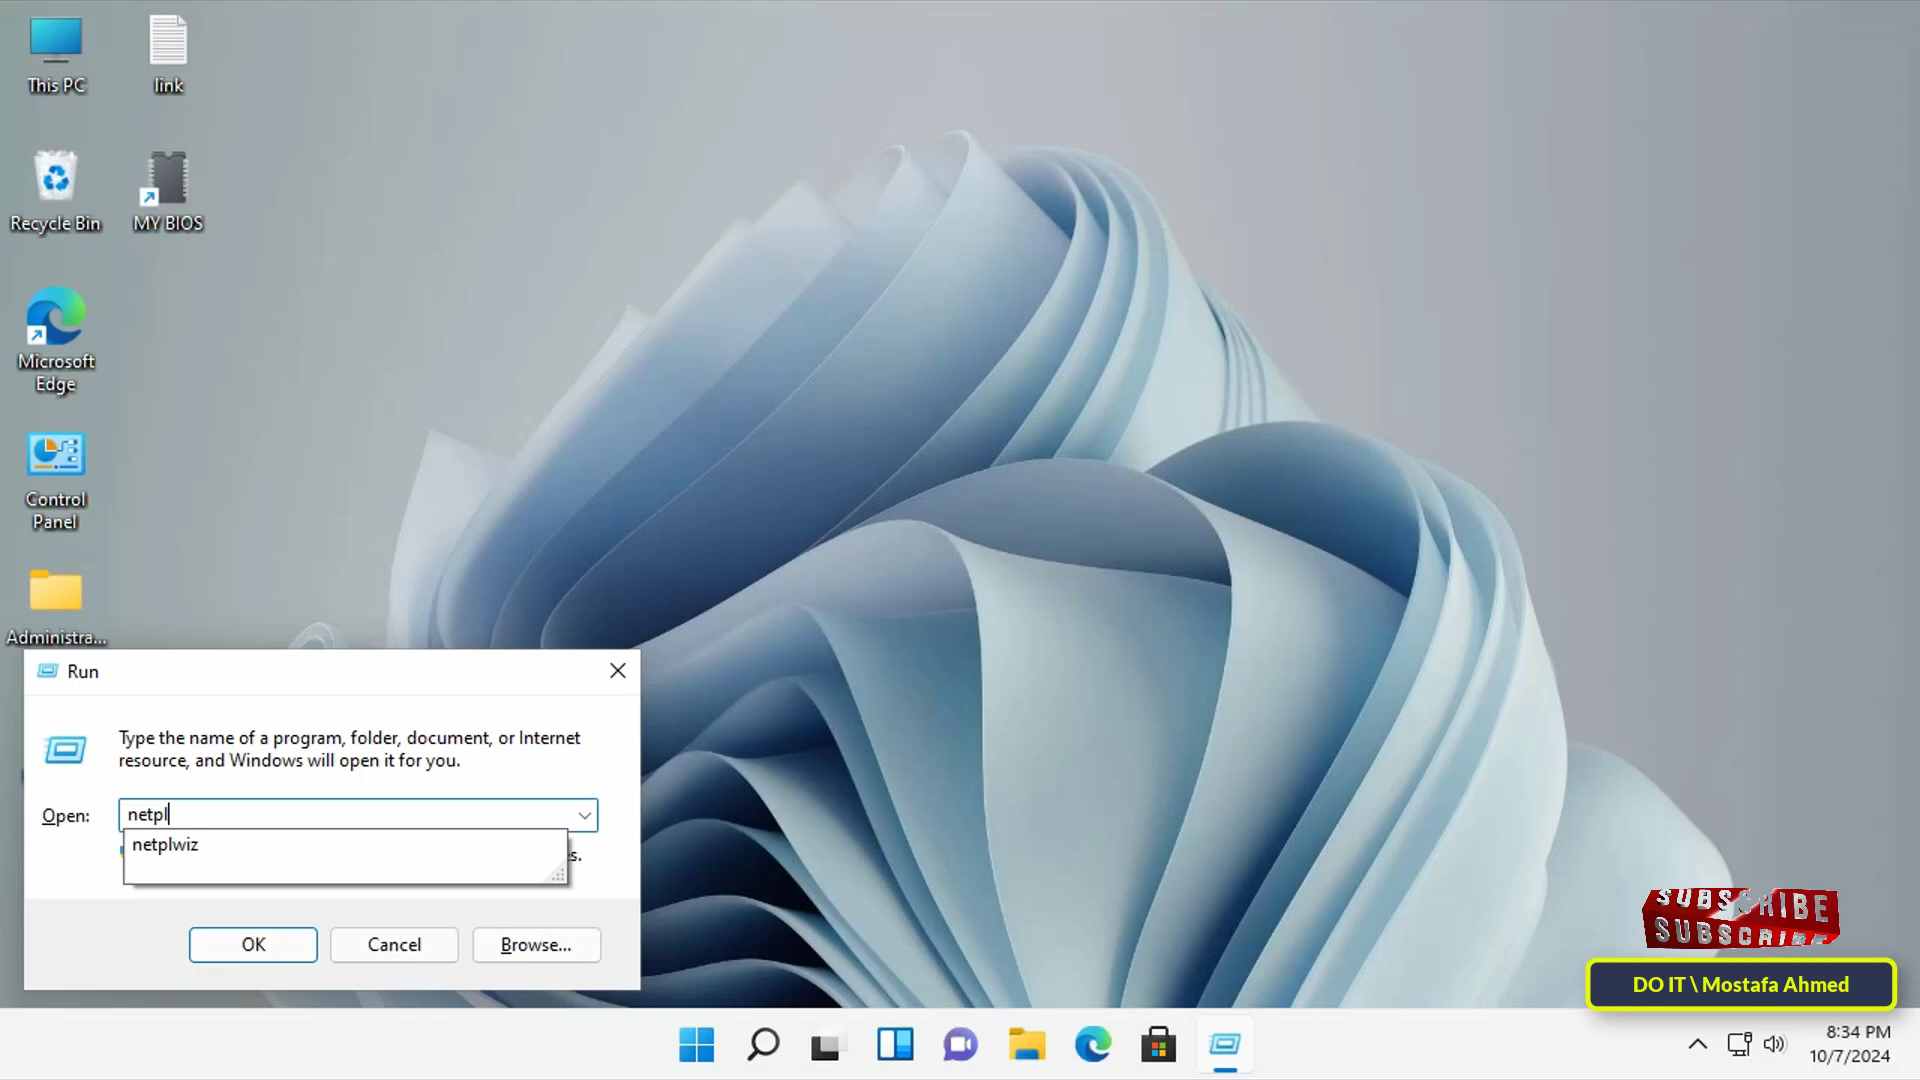 This PC
link
Recycle Bin
MY BIOS
Microsoft
Edge
Control
Panel
Administra...
Run
Type the name of a program, folder, document, or Internet
resource, and Windows will open it for you.
Open:
netpl
netplwiz
s.
OK
Cancel
Browse...
SUBSCRIBE
SUBSCRIBE
DO IT \ Mostafa Ahmed
8:34 PM
10/7/2024